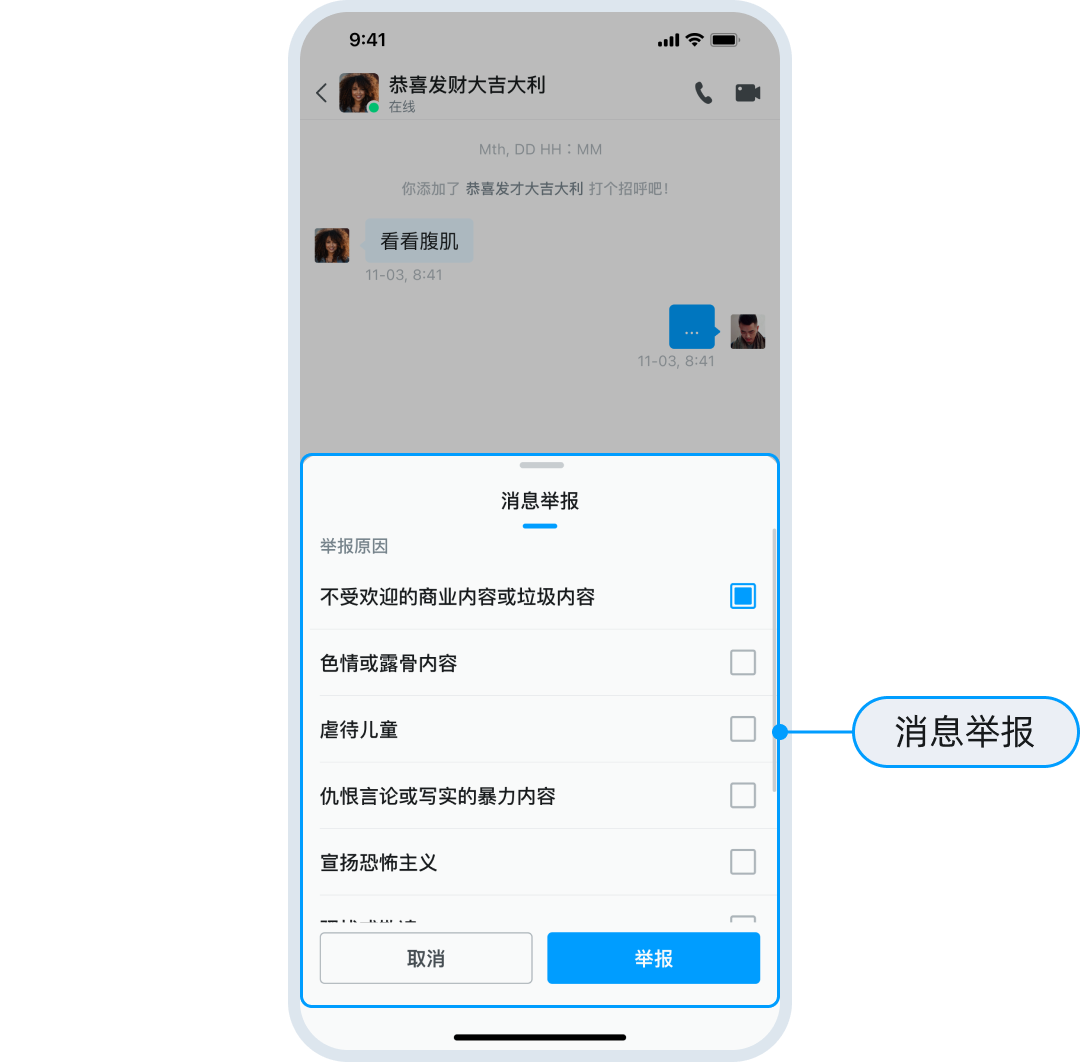 9:41
恭喜发财大吉大利
在线
Mth, DD HH：MM
你添加了 恭喜发才大吉大利 打个招呼吧！
看看腹肌
11-03, 8:41
...
11-03, 8:41
消息举报
举报原因
不受欢迎的商业内容或垃圾内容
色情或露骨内容
虐待儿童
消息举报
仇恨言论或写实的暴力内容
宣扬恐怖主义
取消
举报